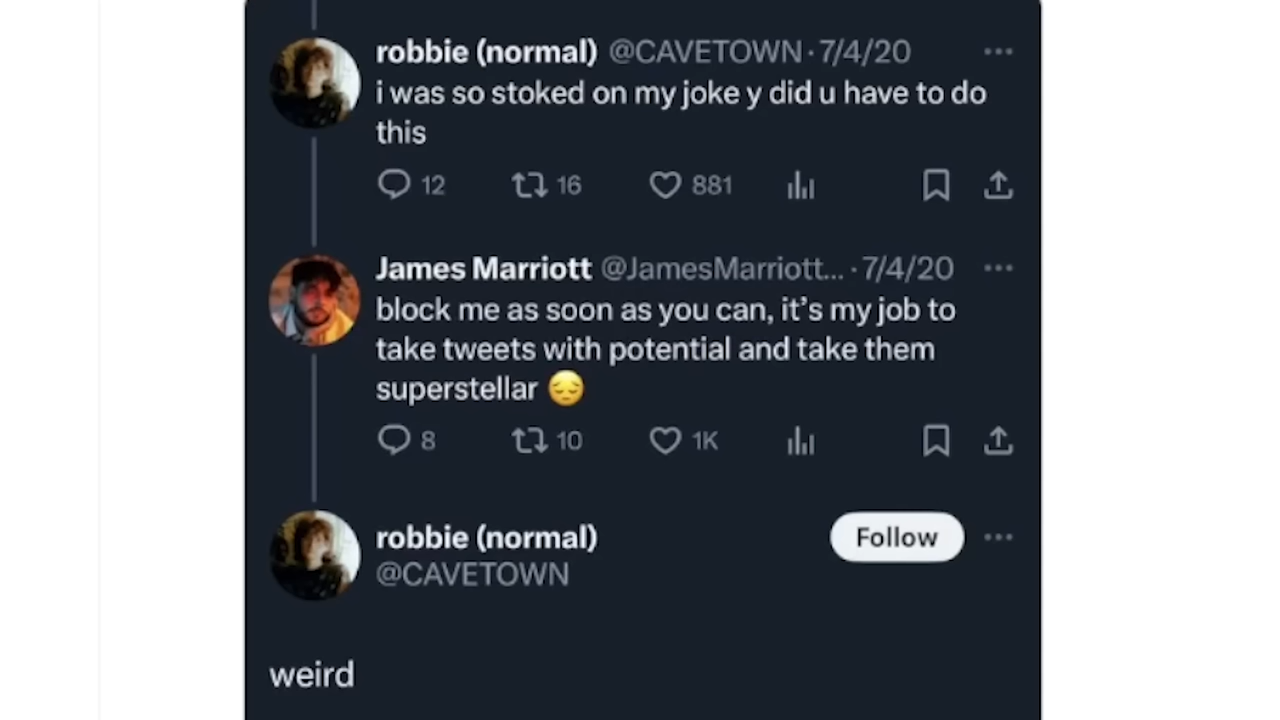 robbie (normal) @CAVETOWN · 7/4/20
i was so stoked on my joke y did u have to do
this
12 16 881
James Marriott @JamesMarriott... · 7/4/20
block me as soon as you can, it’s my job to
take tweets with potential and take them
superstellar 😔
8 10 1K
robbie (normal) Follow
@CAVETOWN
weird